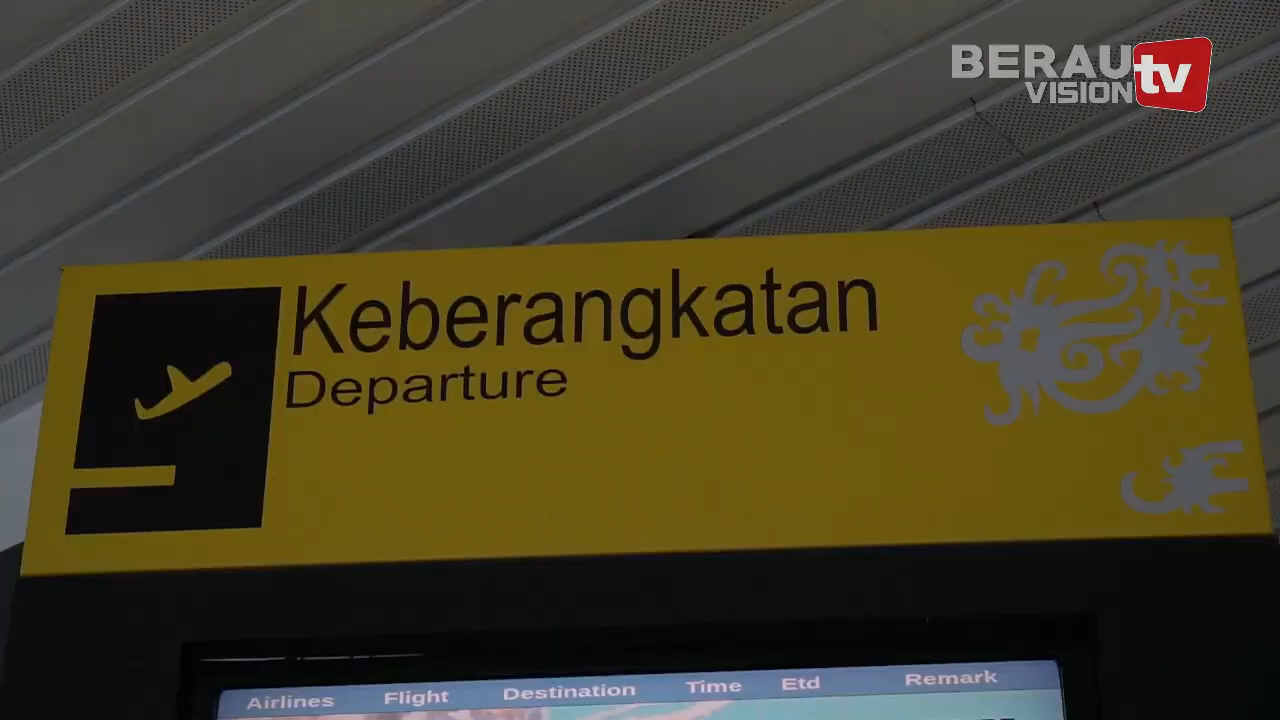 BERAU tv
VISION
Keberangkatan
Departure
Airlines Flight Destination Time Etd Remark